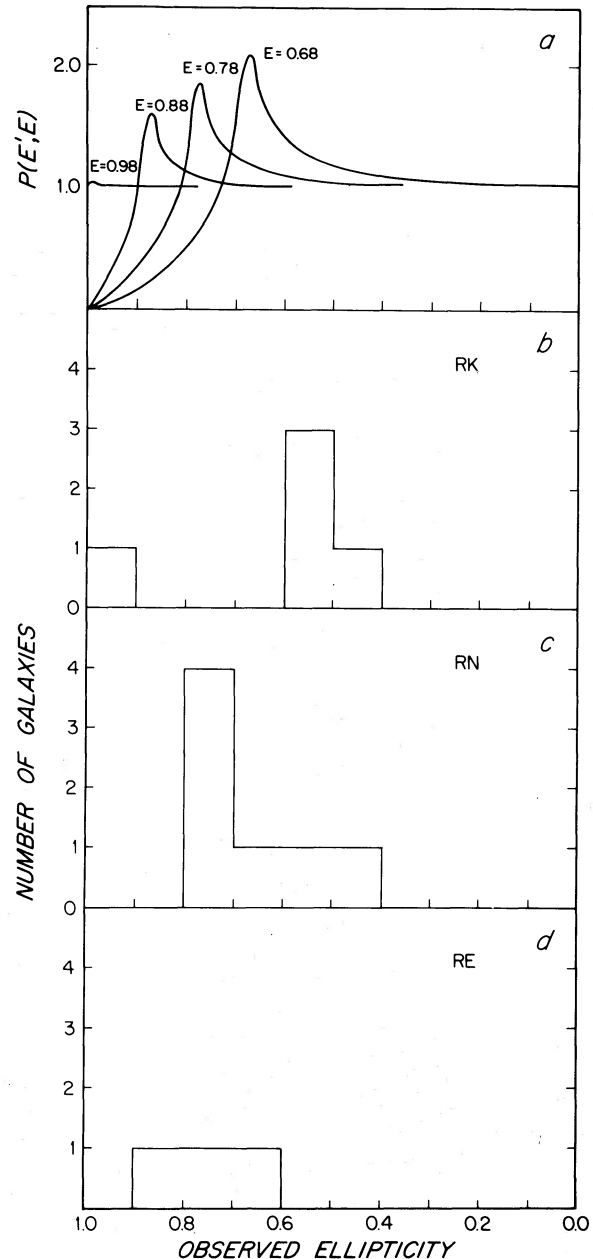 a
2.0
E=0.68
E=0.78
E=0.88
P(E',E)
E=0.98
1.0
b
RK
4
3
2
1
0
c
RN
4
3
2
1
0
NUMBER OF GALAXIES
d
RE
4
3
2
1
1.0 0.8 0.6 0.4 0.2 0.0
OBSERVED ELLIPTICITY